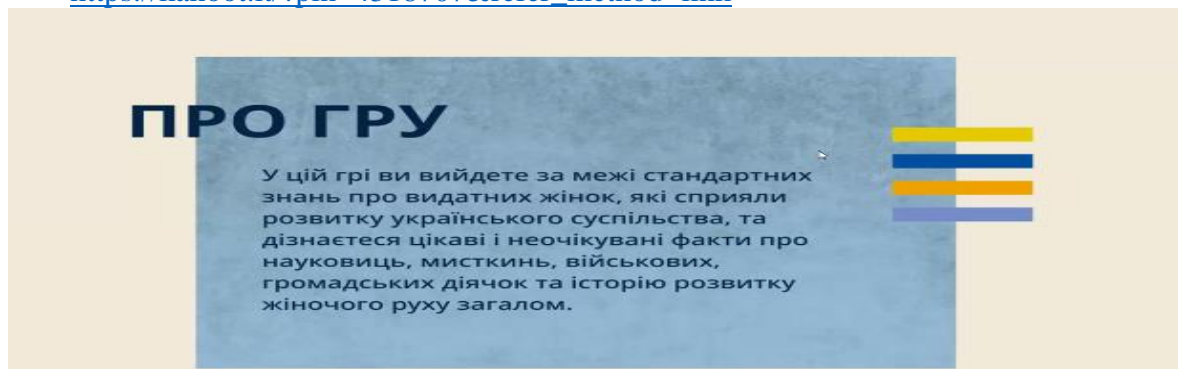 ПРО ГРУ
У цій грі ви вийдете за межі стандартних
знань про видатних жінок, які сприяли
розвитку українського суспільства, та
дізнаєтеся цікаві і неочікувані факти про
науковиць, мисткинь, військових,
громадських діячок та історію розвитку
жіночого руху загалом.